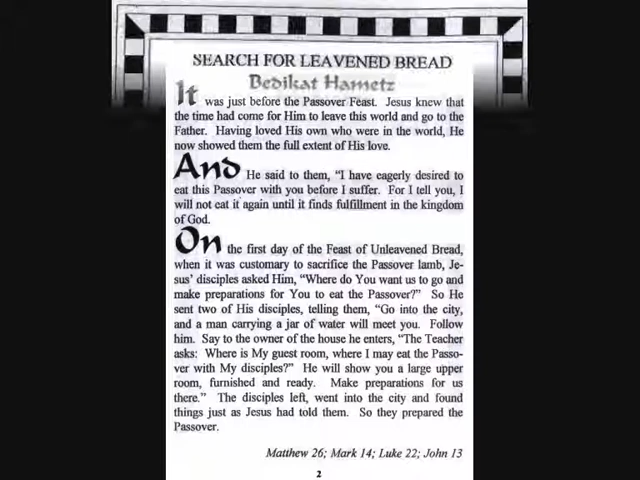 SEARCH FOR LEAVENED BREAD
Bedikat Hametz
It was just before the Passover Feast. Jesus knew that
the time had come for Him to leave this world and go to the
Father. Having loved His own who were in the world, He
now showed them the full extent of His love.
And He said to them, “I have eagerly desired to
eat this Passover with you before I suffer. For I tell you, I
will not eat it again until it finds fulfillment in the kingdom
of God.
On the first day of the Feast of Unleavened Bread,
when it was customary to sacrifice the Passover lamb, Je-
sus’ disciples asked Him, “Where do You want us to go and
make preparations for You to eat the Passover?” So He
sent two of His disciples, telling them, “Go into the city,
and a man carrying a jar of water will meet you. Follow
him. Say to the owner of the house he enters, “The Teacher
asks: Where is My guest room, where I may eat the Passo-
ver with My disciples?” He will show you a large upper
room, furnished and ready. Make preparations for us
there.” The disciples left, went into the city and found
things just as Jesus had told them. So they prepared the
Passover.
Matthew 26; Mark 14; Luke 22; John 13
2